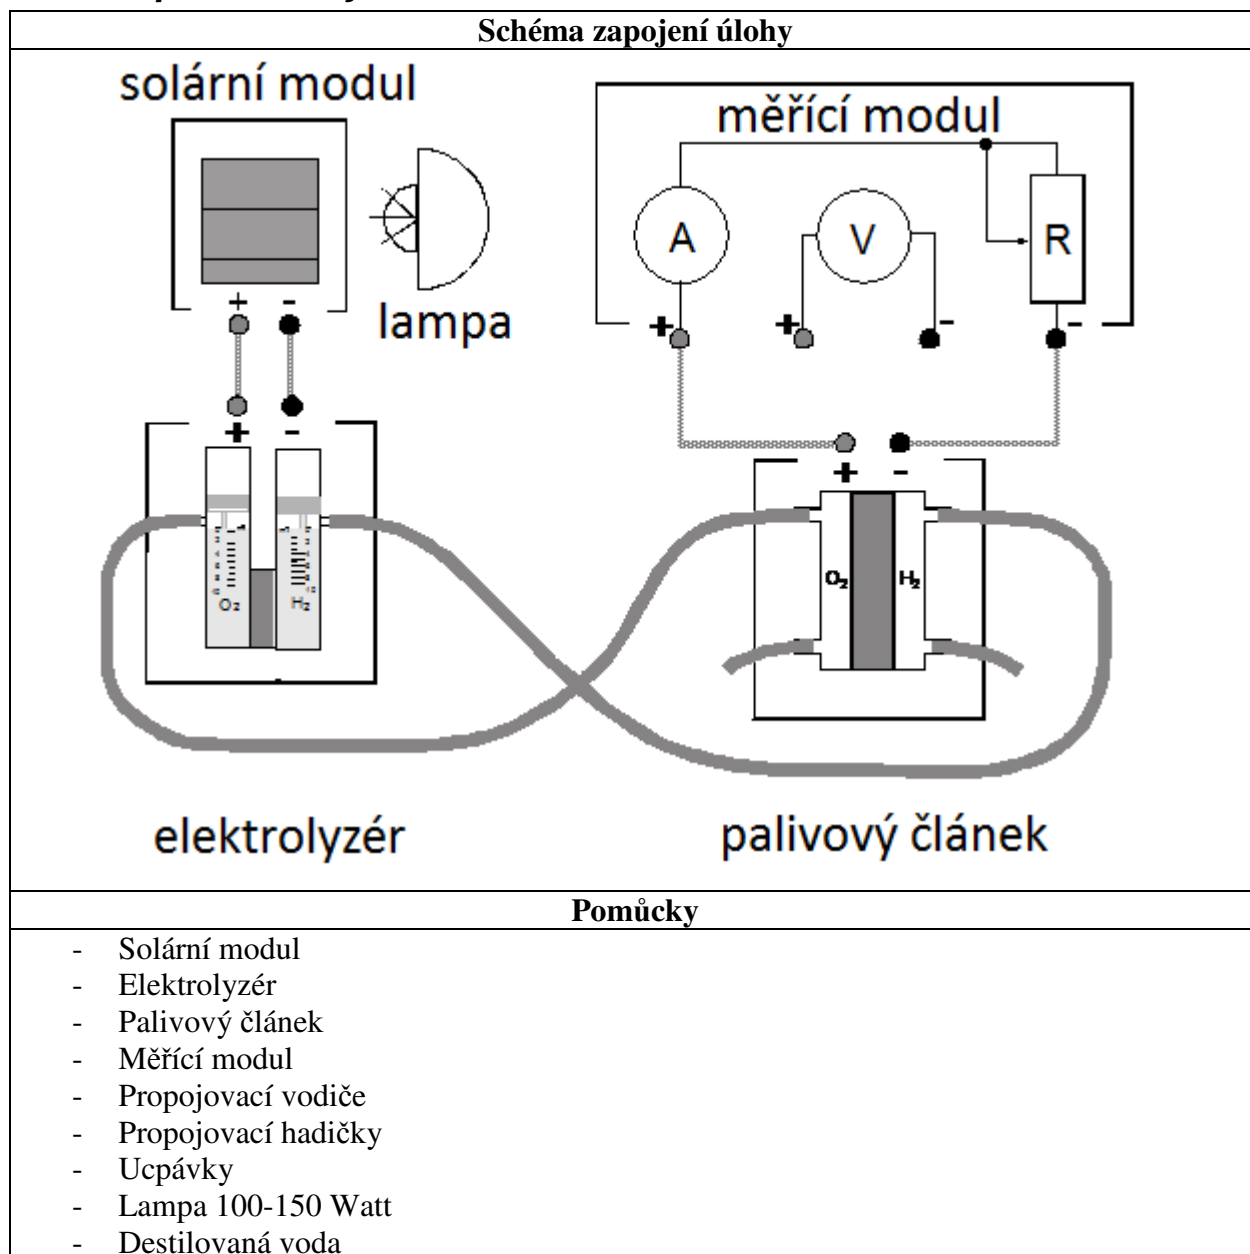 Schéma zapojení úlohy
solární modul
měřící modul
lampa
A
V
R
+ -
+ + - -
+ -
+ -
O2 H2
O2 H2
elektrolyzér
palivový článek
Pomůcky
- Solární modul
- Elektrolyzér
- Palivový článek
- Měřící modul
- Propojovací vodiče
- Propojovací hadičky
- Ucpávky
- Lampa 100-150 Watt
- Destilovaná voda